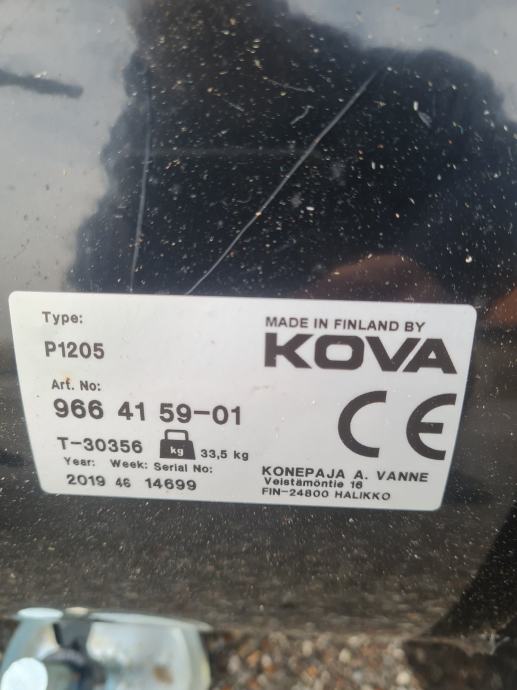 Type:
P1205
Art. No:
966 41 59-01
T-30356 kg 33,5 kg
Year: Week: Serial No:
2019 46 14699
MADE IN FINLAND BY
KOVA
CE
KONEPAJA A. VANNE
Veistämöntie 16
FIN-24800 HALIKKO